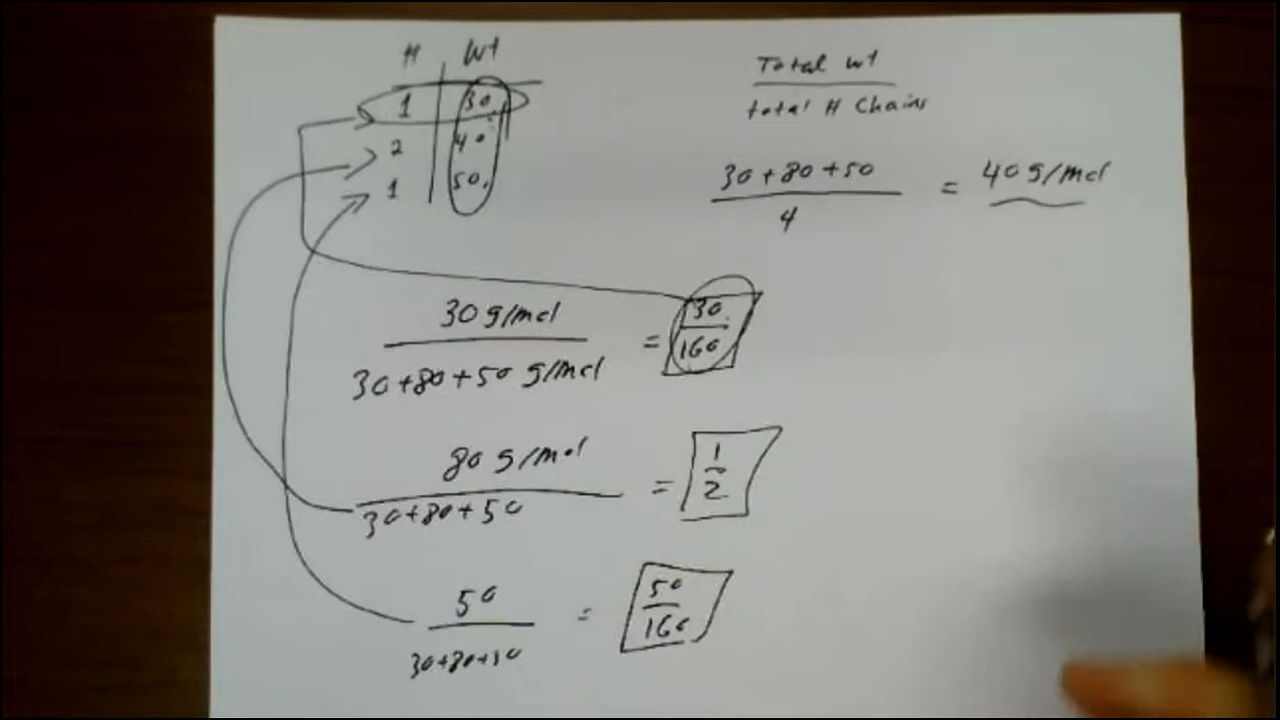 # Wt
1 30.
2 40.
1 50.
Total wt
total # Chains
30+80+50
4
= 40 g/mol
30 g/mol
30+80+50 g/mol
= 30
160
80 g/mol
30+80+50
= 1
2
50
30+80+50
= 50
160